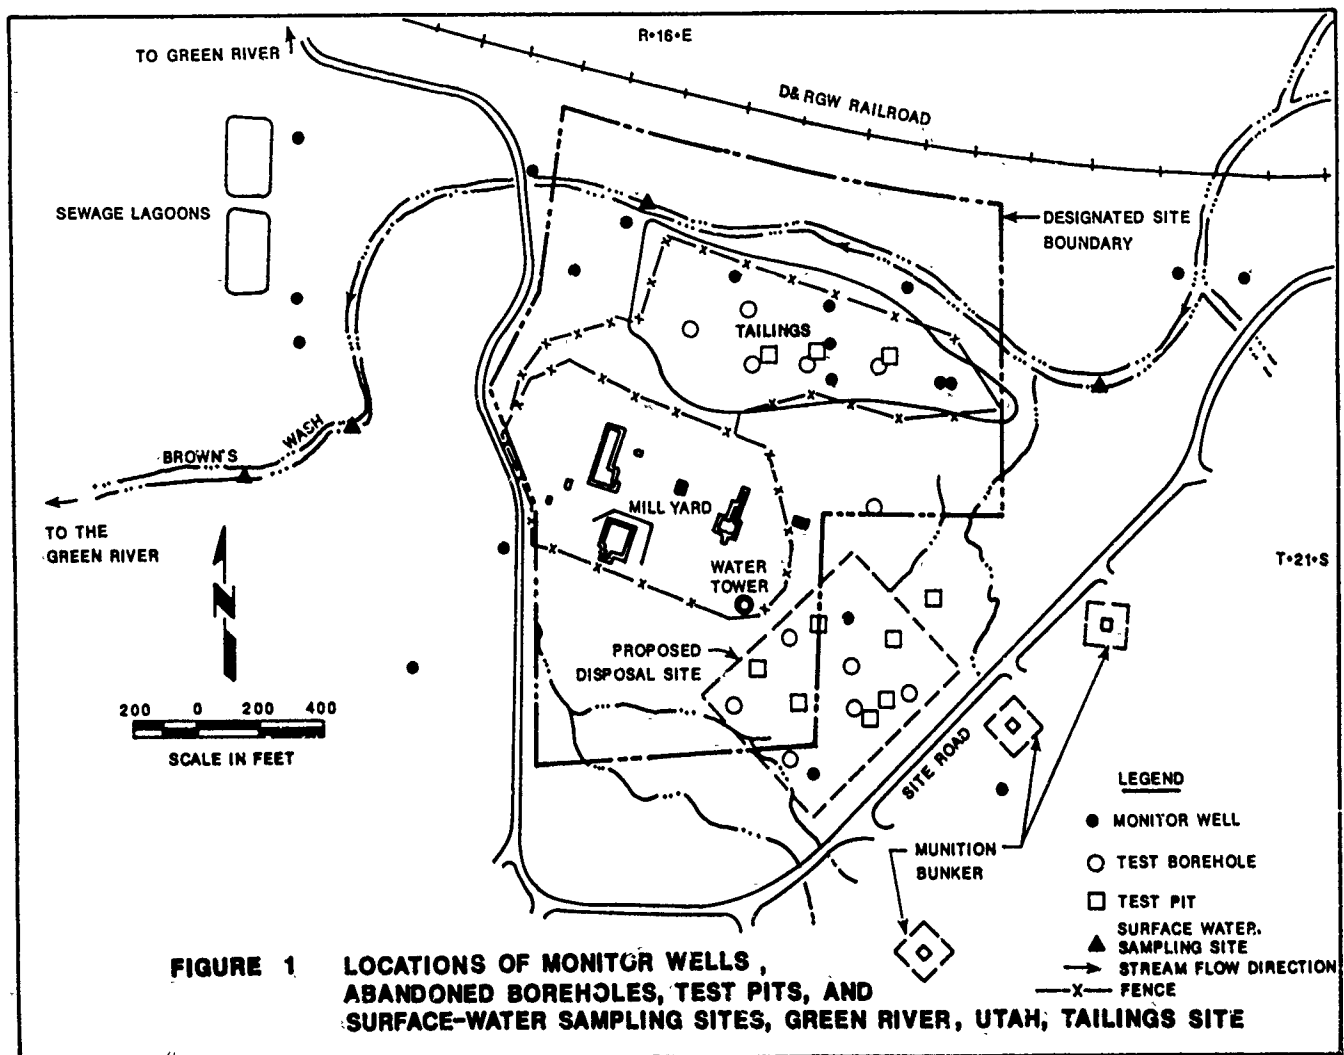 R•16•E
TO GREEN RIVER
D&RGW RAILROAD
SEWAGE LAGOONS
DESIGNATED SITE
BOUNDARY
TAILINGS
BROWN'S WASH
MILL YARD
TO THE
GREEN RIVER
WATER
TOWER
T•21•S
N
PROPOSED
DISPOSAL SITE
200 0 200 400
SCALE IN FEET
SITE ROAD
MUNITION
BUNKER
LEGEND
MONITOR WELL
TEST BOREHOLE
TEST PIT
SURFACE WATER
SAMPLING SITE
STREAM FLOW DIRECTION
X FENCE
FIGURE 1 LOCATIONS OF MONITOR WELLS,
ABANDONED BOREHOLES, TEST PITS, AND
SURFACE-WATER SAMPLING SITES, GREEN RIVER, UTAH, TAILINGS SITE